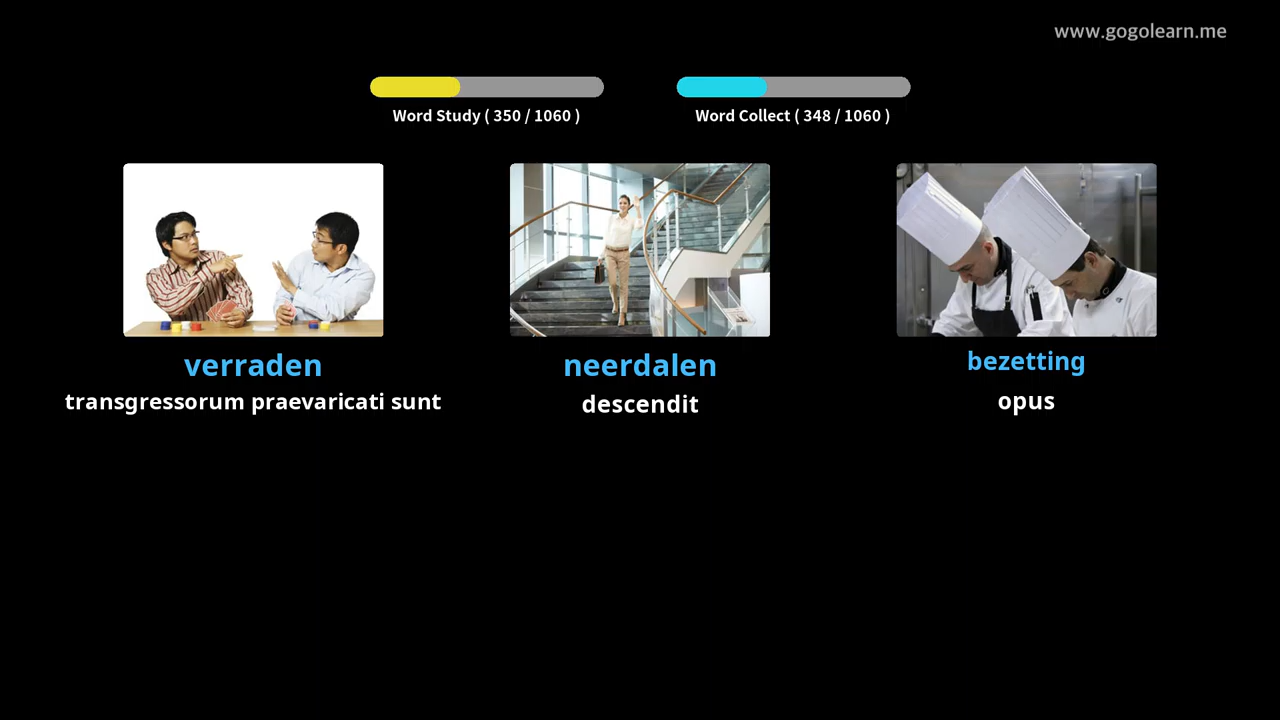 www.gogolearn.me
Word Study ( 350 / 1060 )
Word Collect ( 348 / 1060 )
verraden
transgressorum praevaricati sunt
neerdalen
descendit
bezetting
opus